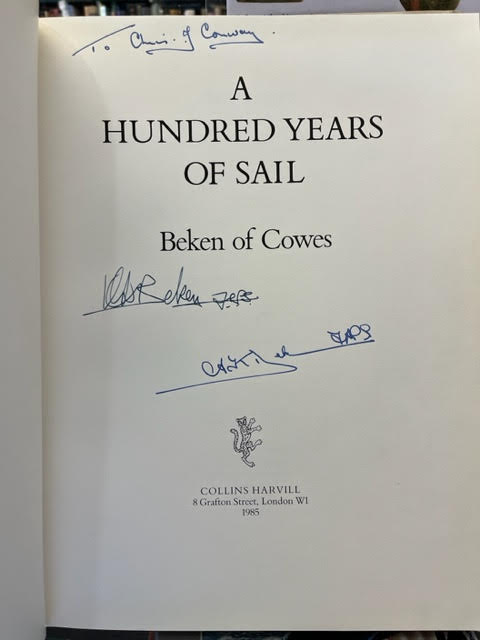 To Chris. J Conway.
A
HUNDRED YEARS
OF SAIL
Beken of Cowes
Beken FRPS
Beken FRPS
COLLINS HARVILL
8 Grafton Street, London W1
1985